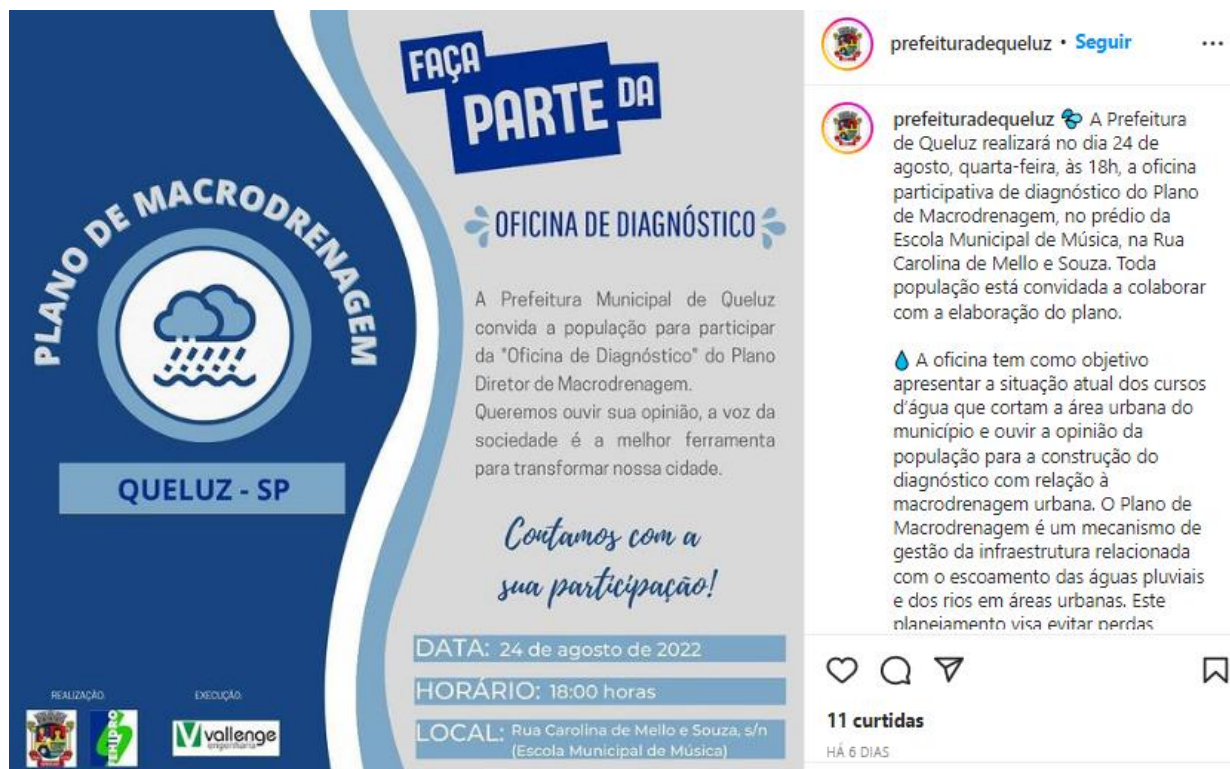 FAÇA
PARTE DA
PLANO DE MACRODRENAGEM
QUELUZ - SP
OFICINA DE DIAGNÓSTICO
A Prefeitura Municipal de Queluz
convida a população para participar
da "Oficina de Diagnóstico" do Plano
Diretor de Macrodrenagem.
Queremos ouvir sua opinião, a voz da
sociedade é a melhor ferramenta
para transformar nossa cidade.
Contamos com a
sua participação!
DATA: 24 de agosto de 2022
HORÁRIO: 18:00 horas
LOCAL: Rua Carolina de Mello e Souza, s/n
(Escola Municipal de Música)
REALIZAÇÃO:
EXECUÇÃO:
vallenge
engenharia
prefeituradequeluz • Seguir
prefeituradequeluz A Prefeitura
de Queluz realizará no dia 24 de
agosto, quarta-feira, às 18h, a oficina
participativa de diagnóstico do Plano
de Macrodrenagem, no prédio da
Escola Municipal de Música, na Rua
Carolina de Mello e Souza. Toda
população está convidada a colaborar
com a elaboração do plano.
A oficina tem como objetivo
apresentar a situação atual dos cursos
d'água que cortam a área urbana do
município e ouvir a opinião da
população para a construção do
diagnóstico com relação à
macrodrenagem urbana. O Plano de
Macrodrenagem é um mecanismo de
gestão da infraestrutura relacionada
com o escoamento das águas pluviais
e dos rios em áreas urbanas. Este
planejamento visa evitar perdas
11 curtidas
HÁ 6 DIAS